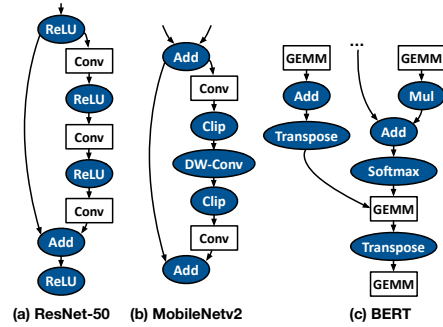 ReLU
Conv
ReLU
Conv
ReLU
Conv
Add
ReLU
(a) ResNet-50
Add
Conv
Clip
DW-Conv
Clip
Conv
Add
(b) MobileNetv2
...
GEMM
GEMM
Add
Mul
Transpose
Add
Softmax
GEMM
Transpose
GEMM
(c) BERT